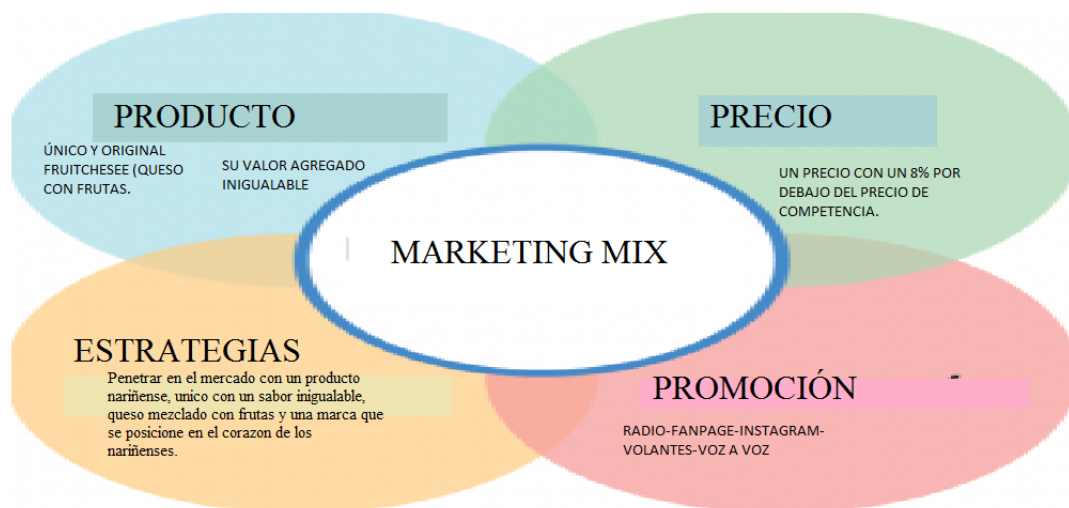 PRODUCTO
ÚNICO Y ORIGINAL
FRUITCHESEE (QUESO
CON FRUTAS.
SU VALOR AGREGADO
INIGUALABLE
PRECIO
UN PRECIO CON UN 8% POR
DEBAJO DEL PRECIO DE
COMPETENCIA.
MARKETING MIX
ESTRATEGIAS
Penetrar en el mercado con un producto
nariñense, unico con un sabor inigualable,
queso mezclado con frutas y una marca que
se posicione en el corazon de los
nariñenses.
PROMOCIÓN
RADIO-FANPAGE-INSTAGRAM-
VOLANTES-VOZ A VOZ